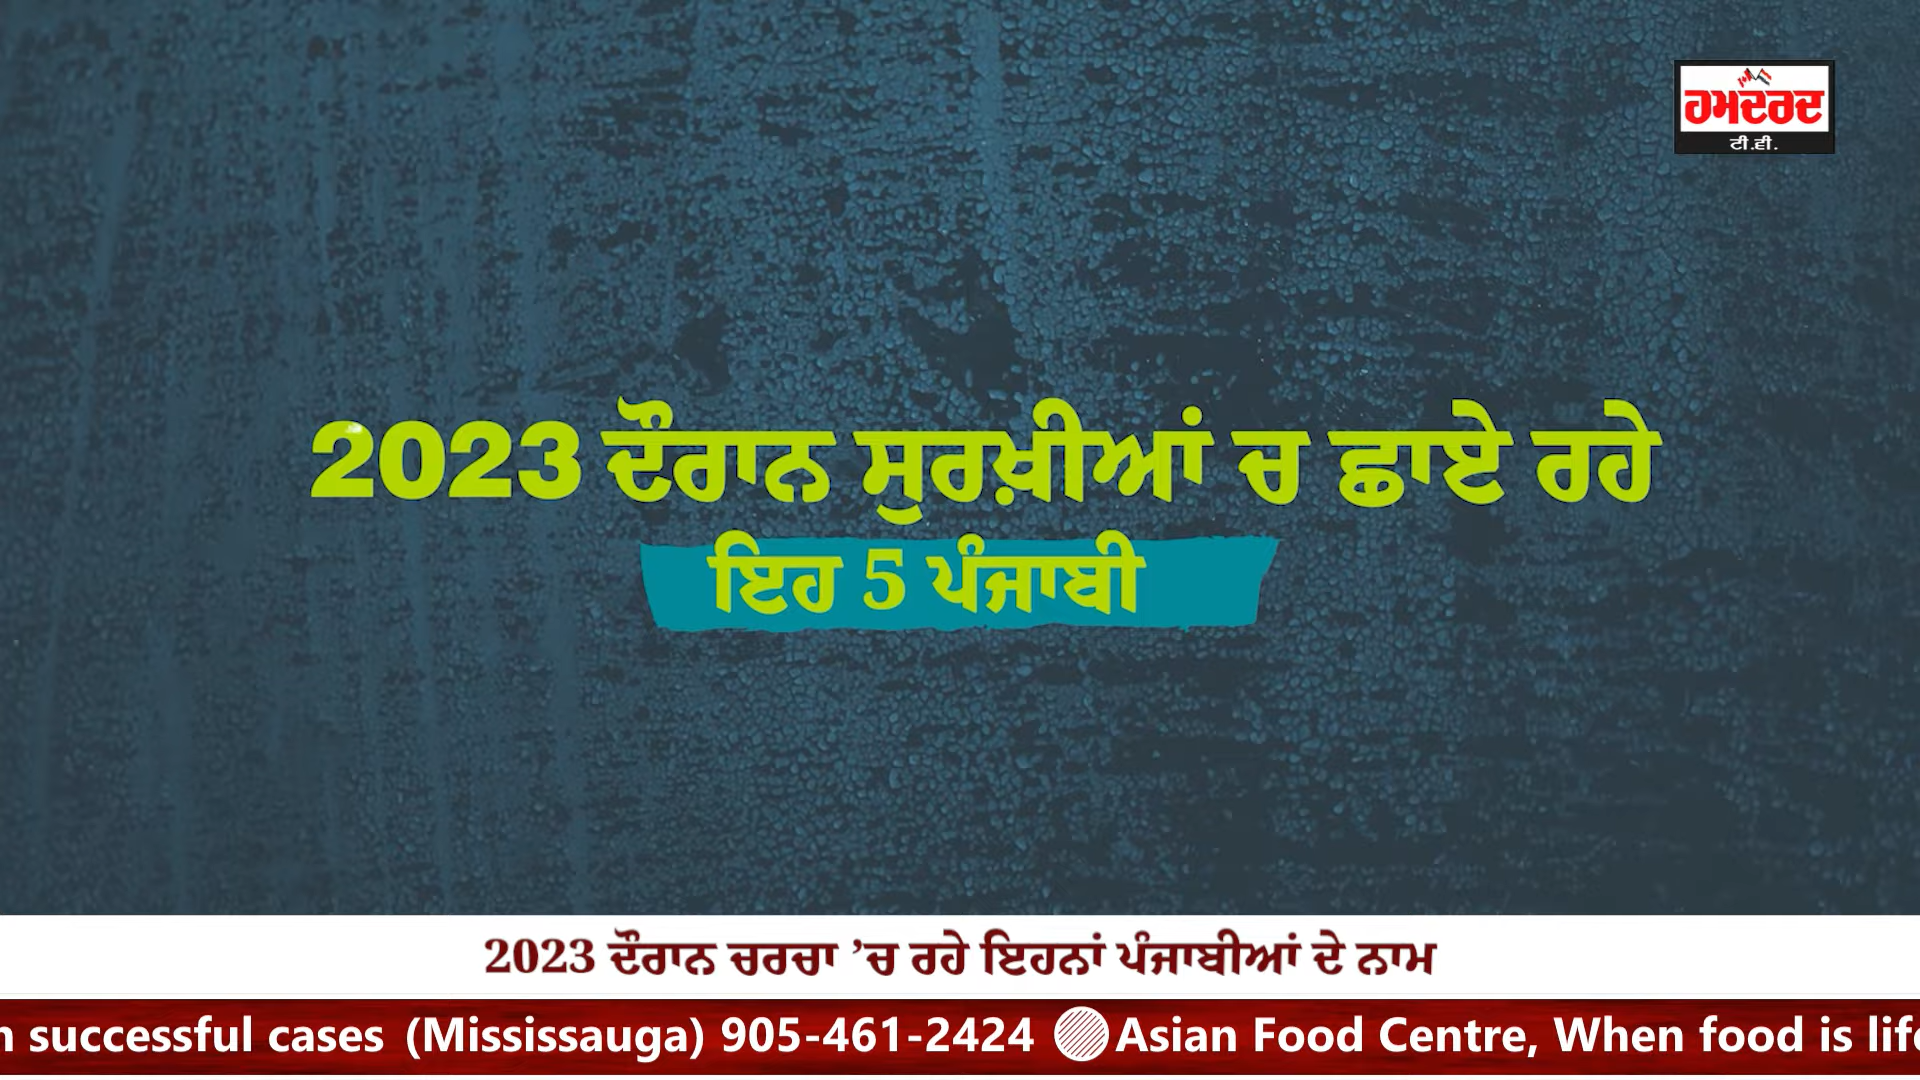 ਹਮਦਰਦ
ਟੀ.ਵੀ.
2023 ਦੌਰਾਨ ਸੁਰਖ਼ੀਆਂ ਚ ਛਾਏ ਰਹੇ
ਇਹ 5 ਪੰਜਾਬੀ
2023 ਦੌਰਾਨ ਚਰਚਾ ’ਚ ਰਹੇ ਇਹਨਾਂ ਪੰਜਾਬੀਆਂ ਦੇ ਨਾਮ
successful cases (Mississauga) 905-461-2424 Asian Food Centre, When food is